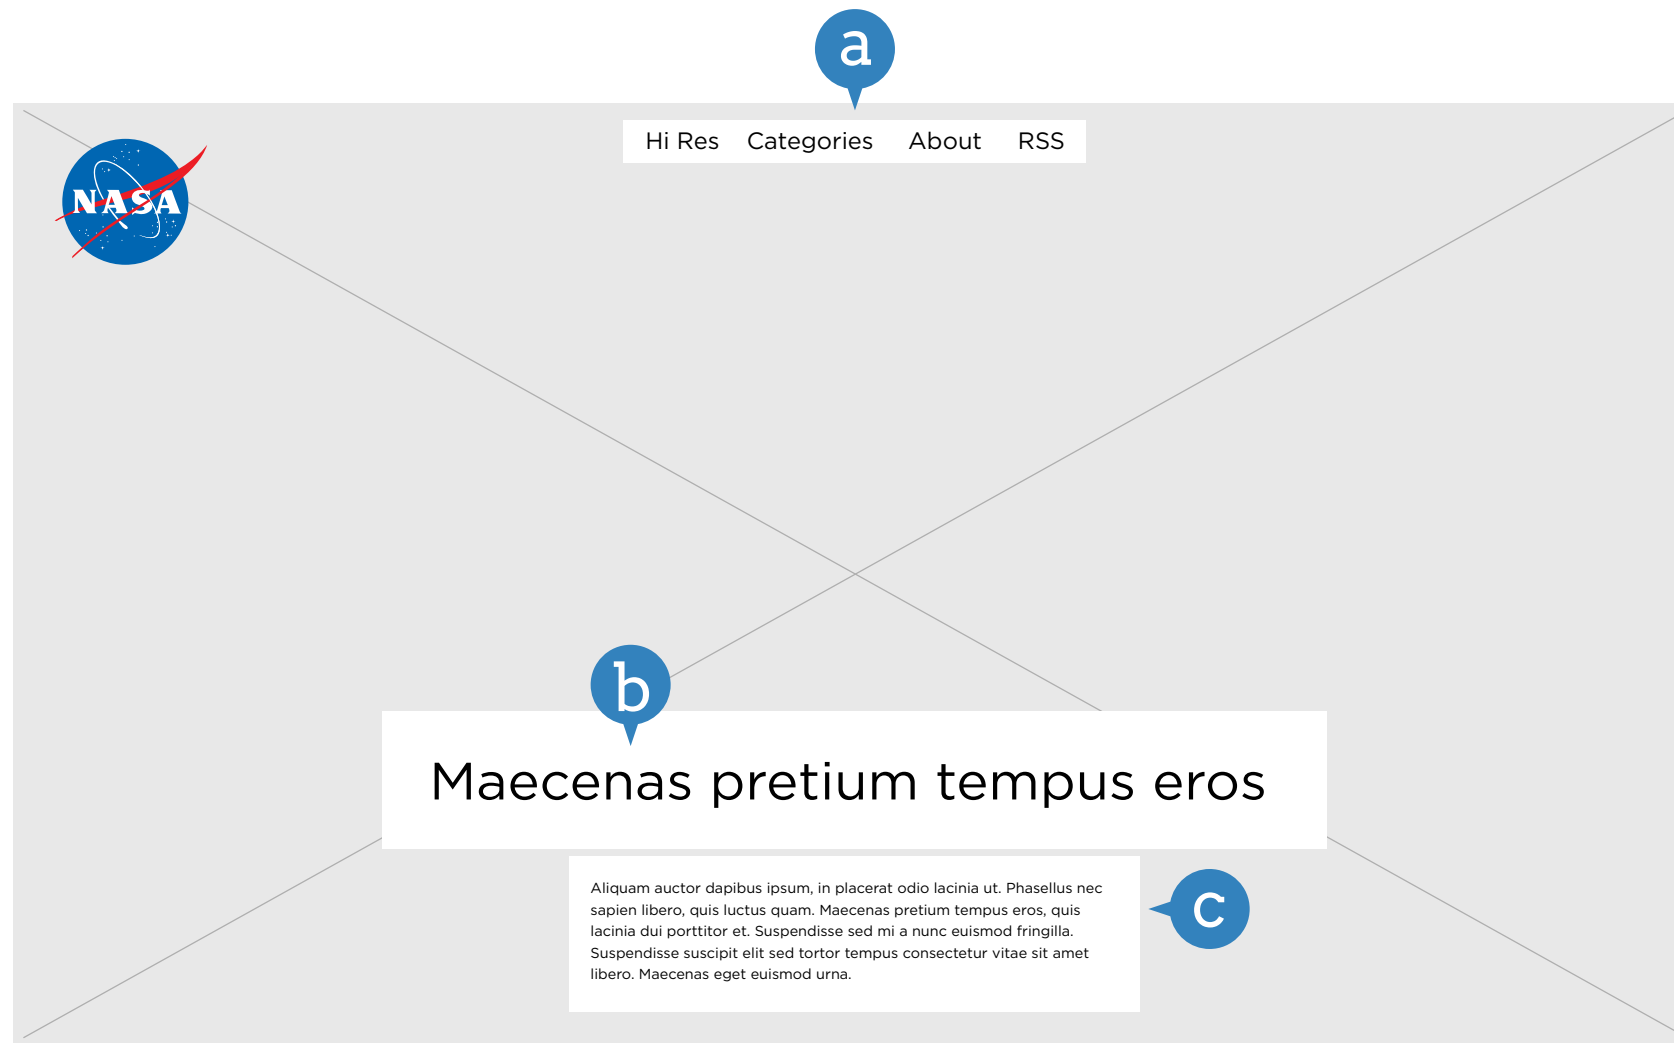 a
Hi Res Categories About RSS
NASA
b
Maecenas pretium tempus eros
Aliquam auctor dapibus ipsum, in placerat odio lacinia ut. Phasellus nec
sapien libero, quis luctus quam. Maecenas pretium tempus eros, quis
lacinia dui porttitor et. Suspendisse sed mi a nunc euismod fringilla.
Suspendisse suscipit elit sed tortor tempus consectetur vitae sit amet
libero. Maecenas eget euismod urna.
c